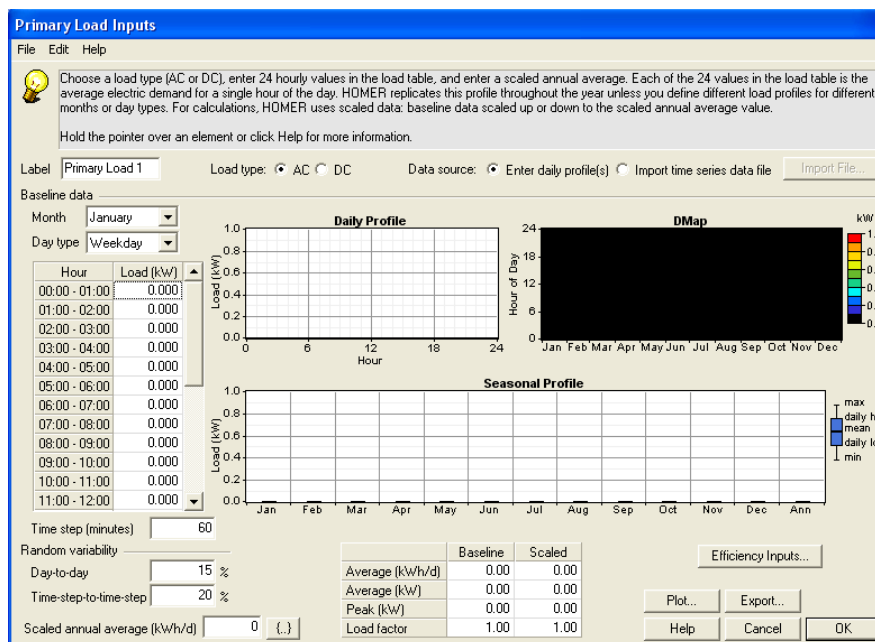 Primary Load Inputs
File Edit Help
Choose a load type (AC or DC), enter 24 hourly values in the load table, and enter a scaled annual average. Each of the 24 values in the load table is the
average electric demand for a single hour of the day. HOMER replicates this profile throughout the year unless you define different load profiles for different
months or day types. For calculations, HOMER uses scaled data: baseline data scaled up or down to the scaled annual average value.
Hold the pointer over an element or click Help for more information.
Label Primary Load 1 Load type: AC DC Data source: Enter daily profile(s) Import time series data file Import File...
Baseline data
Month January
Day type Weekday
Hour Load (kW)
00:00 - 01:00 0.000
01:00 - 02:00 0.000
02:00 - 03:00 0.000
03:00 - 04:00 0.000
04:00 - 05:00 0.000
05:00 - 06:00 0.000
06:00 - 07:00 0.000
07:00 - 08:00 0.000
08:00 - 09:00 0.000
09:00 - 10:00 0.000
10:00 - 11:00 0.000
11:00 - 12:00 0.000
Daily Profile
Load (kW)
1.0
0.8
0.6
0.4
0.2
0.0
0 6 12 18 24
Hour
DMap
Hour of Day
24
18
12
6
0
Jan Feb Mar Apr May Jun Jul Aug Sep Oct Nov Dec
kW
Seasonal Profile
Load (kW)
1.0
0.8
0.6
0.4
0.2
0.0
Jan Feb Mar Apr May Jun Jul Aug Sep Oct Nov Dec Ann
max
daily h
mean
daily lo
min
Time step (minutes) 60
Random variability
Day-to-day 15 %
Time-step-to-time-step 20 %
Scaled annual average (kWh/d) 0 {..}
Baseline Scaled
Average (kWh/d) 0.00 0.00
Average (kW) 0.00 0.00
Peak (kW) 0.00 0.00
Load factor 1.00 1.00
Efficiency Inputs...
Plot... Export...
Help Cancel OK